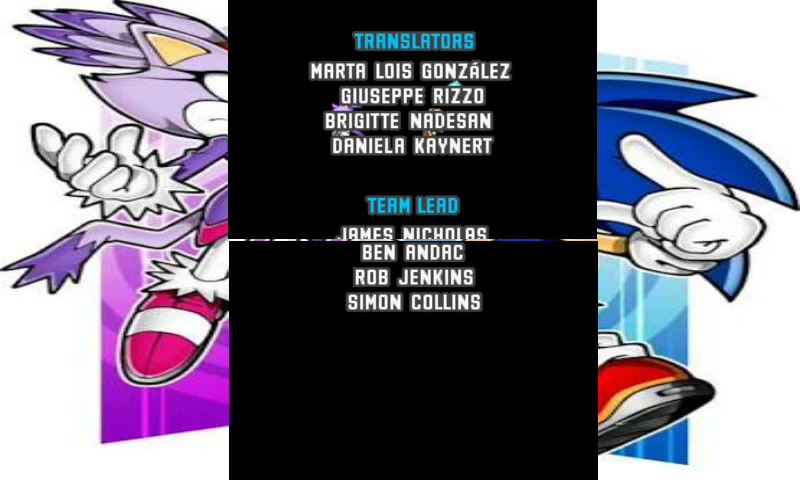 TRANSLATORS
MARTA LOIS GONZÁLEZ
GIUSEPPE RIZZO
BRIGITTE NADESAN
DANIELA KAYNERT
TEAM LEAD
JAMES NICHOLAS
BEN ANDAC
ROB JENKINS
SIMON COLLINS